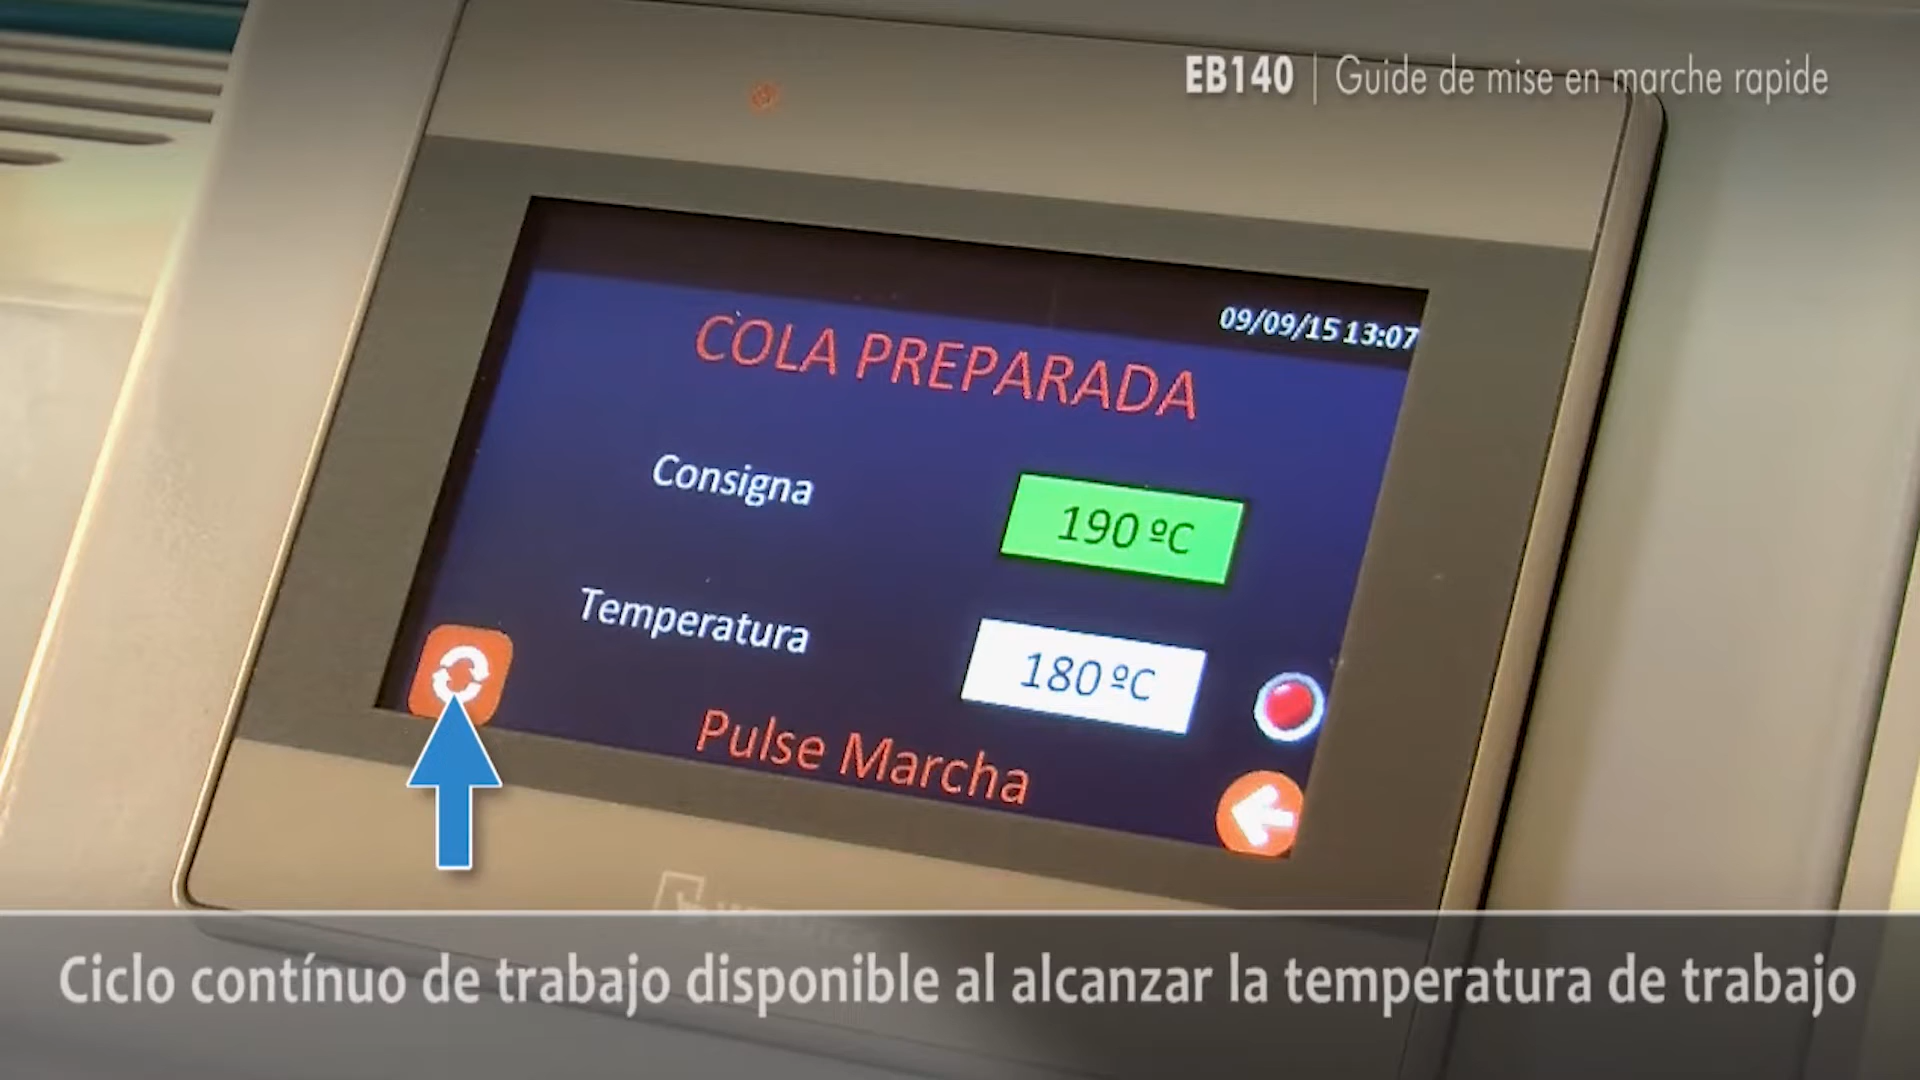 EB140 | Guide de mise en marche rapide
09/09/15 13:07
COLA PREPARADA
Consigna
190 ºC
Temperatura
180 ºC
Pulse Marcha
Ciclo contínuo de trabajo disponible al alcanzar la temperatura de trabajo